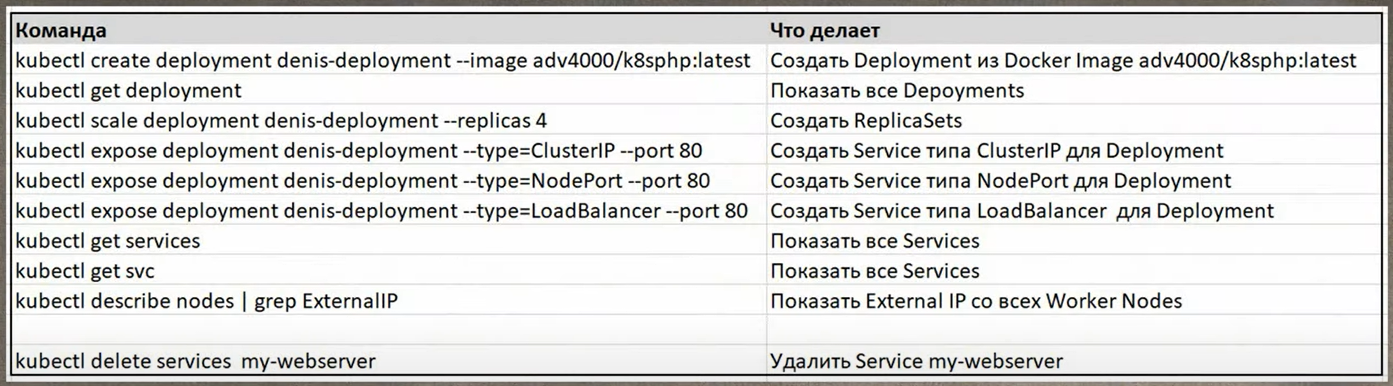 Команда Что делает
kubectl create deployment denis-deployment --image adv4000/k8sphp:latest Создать Deployment из Docker Image adv4000/k8sphp:latest
kubectl get deployment Показать все Depoyments
kubectl scale deployment denis-deployment --replicas 4 Создать ReplicaSets
kubectl expose deployment denis-deployment --type=ClusterIP --port 80 Создать Service типа ClusterIP для Deployment
kubectl expose deployment denis-deployment --type=NodePort --port 80 Создать Service типа NodePort для Deployment
kubectl expose deployment denis-deployment --type=LoadBalancer --port 80 Создать Service типа LoadBalancer для Deployment
kubectl get services Показать все Services
kubectl get svc Показать все Services
kubectl describe nodes | grep ExternalIP Показать External IP со всех Worker Nodes
kubectl delete services my-webserver Удалить Service my-webserver